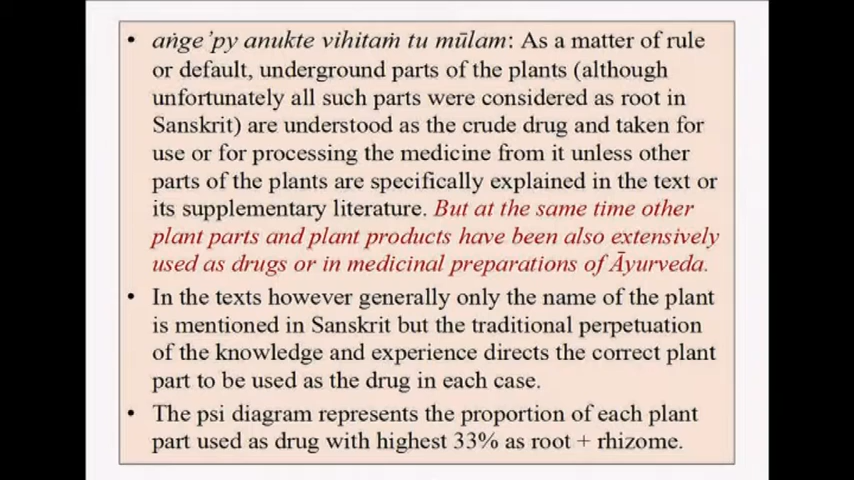 • aṅge’py anukte vihitaṁ tu mūlam: As a matter of rule
or default, underground parts of the plants (although
unfortunately all such parts were considered as root in
Sanskrit) are understood as the crude drug and taken for
use or for processing the medicine from it unless other
parts of the plants are specifically explained in the text or
its supplementary literature. But at the same time other
plant parts and plant products have been also extensively
used as drugs or in medicinal preparations of Āyurveda.
• In the texts however generally only the name of the plant
is mentioned in Sanskrit but the traditional perpetuation
of the knowledge and experience directs the correct plant
part to be used as the drug in each case.
• The psi diagram represents the proportion of each plant
part used as drug with highest 33% as root + rhizome.